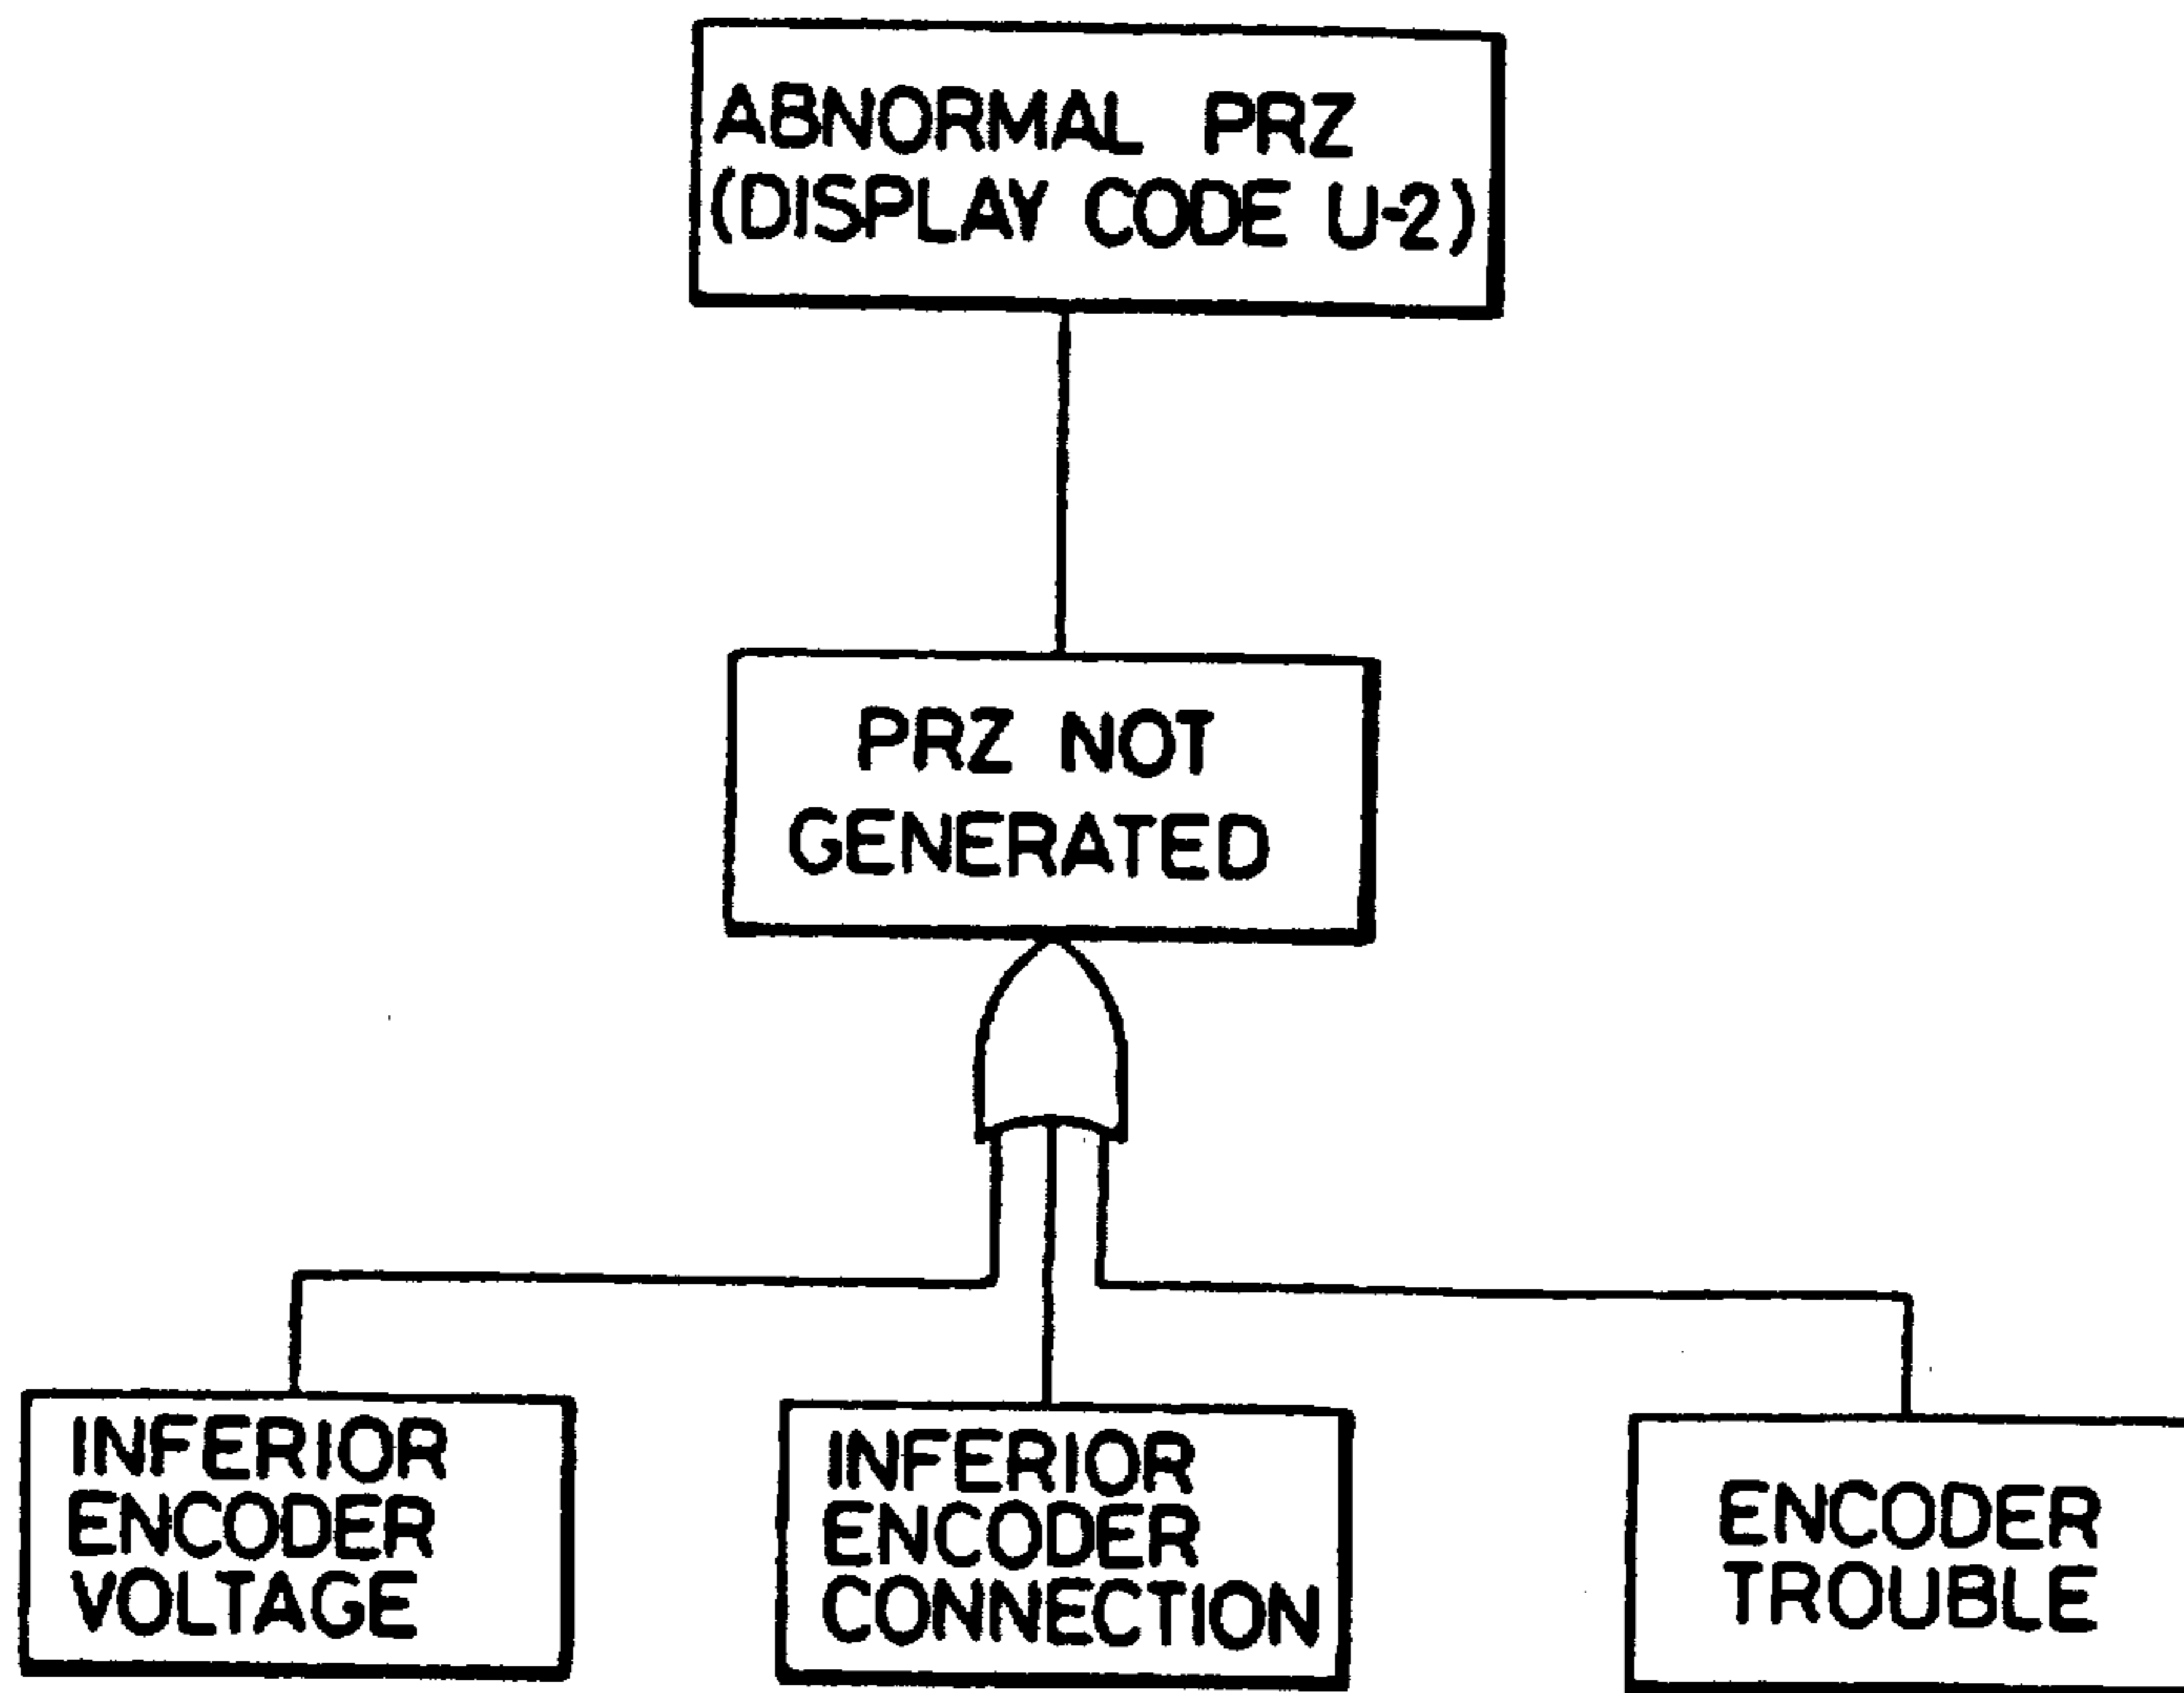 ABNORMAL PRZ
(DISPLAY CODE U-2)
PRZ NOT
GENERATED
INFERIOR
ENCODER
VOLTAGE
INFERIOR
ENCODER
CONNECTION
ENCODER
TROUBLE